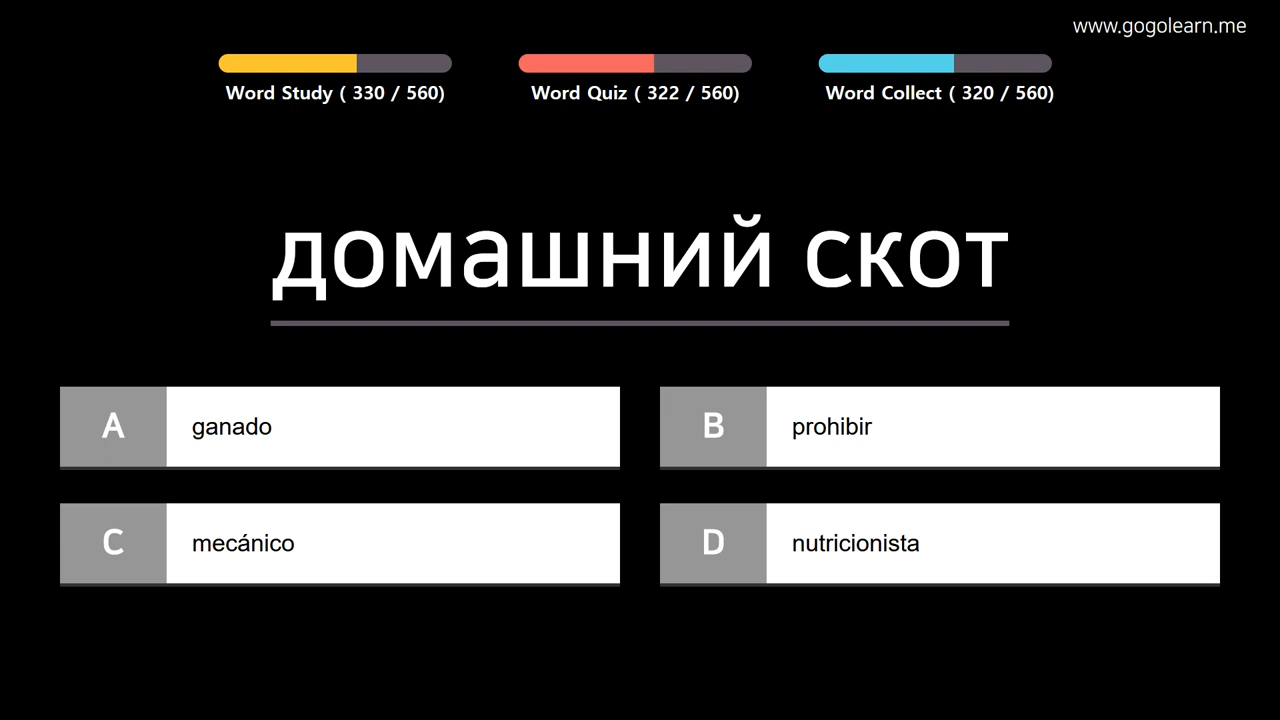 www.gogolearn.me
Word Study ( 330 / 560)
Word Quiz ( 322 / 560)
Word Collect ( 320 / 560)
домашний скот
A ganado
B prohibir
C mecánico
D nutricionista